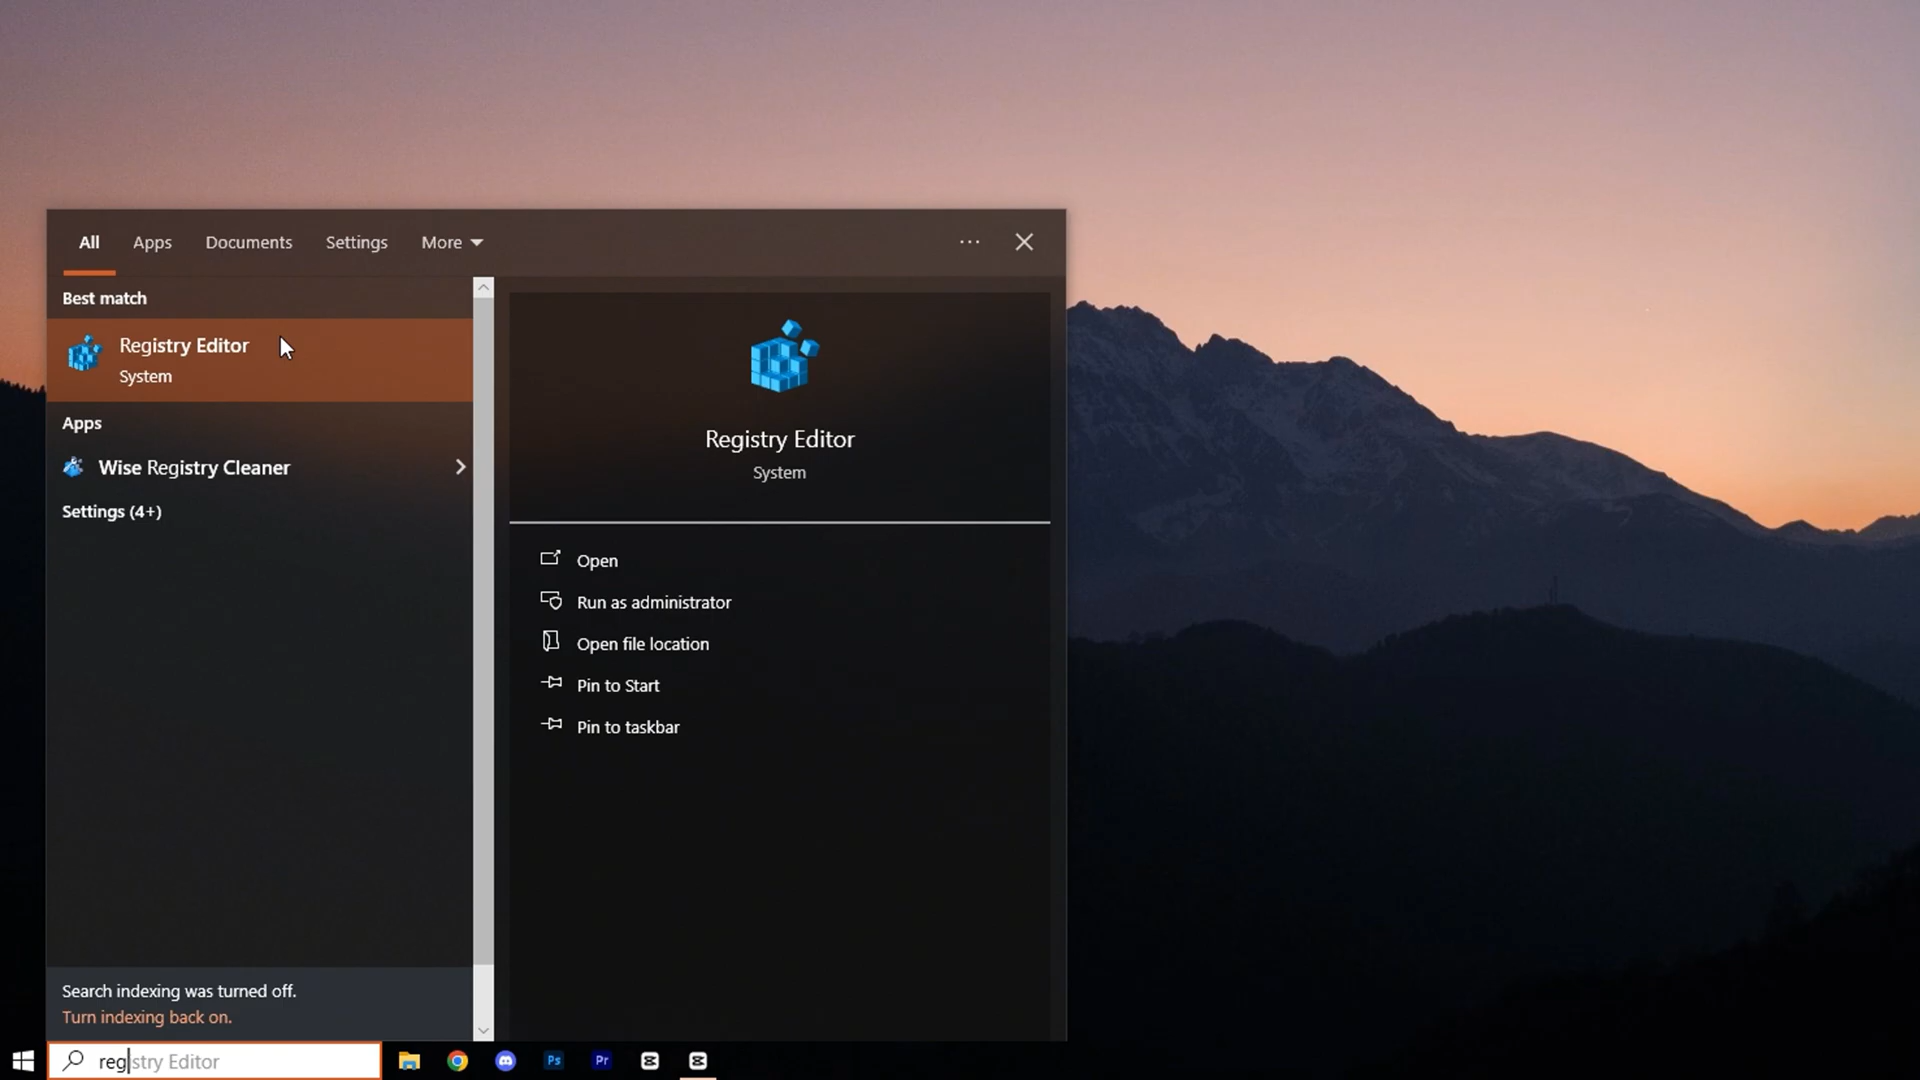 All Apps Documents Settings More
Best match
Registry Editor
System
Apps
Wise Registry Cleaner
Settings (4+)
Search indexing was turned off.
Turn indexing back on.
Registry Editor
System
Open
Run as administrator
Open file location
Pin to Start
Pin to taskbar
registry Editor
Ps Pr